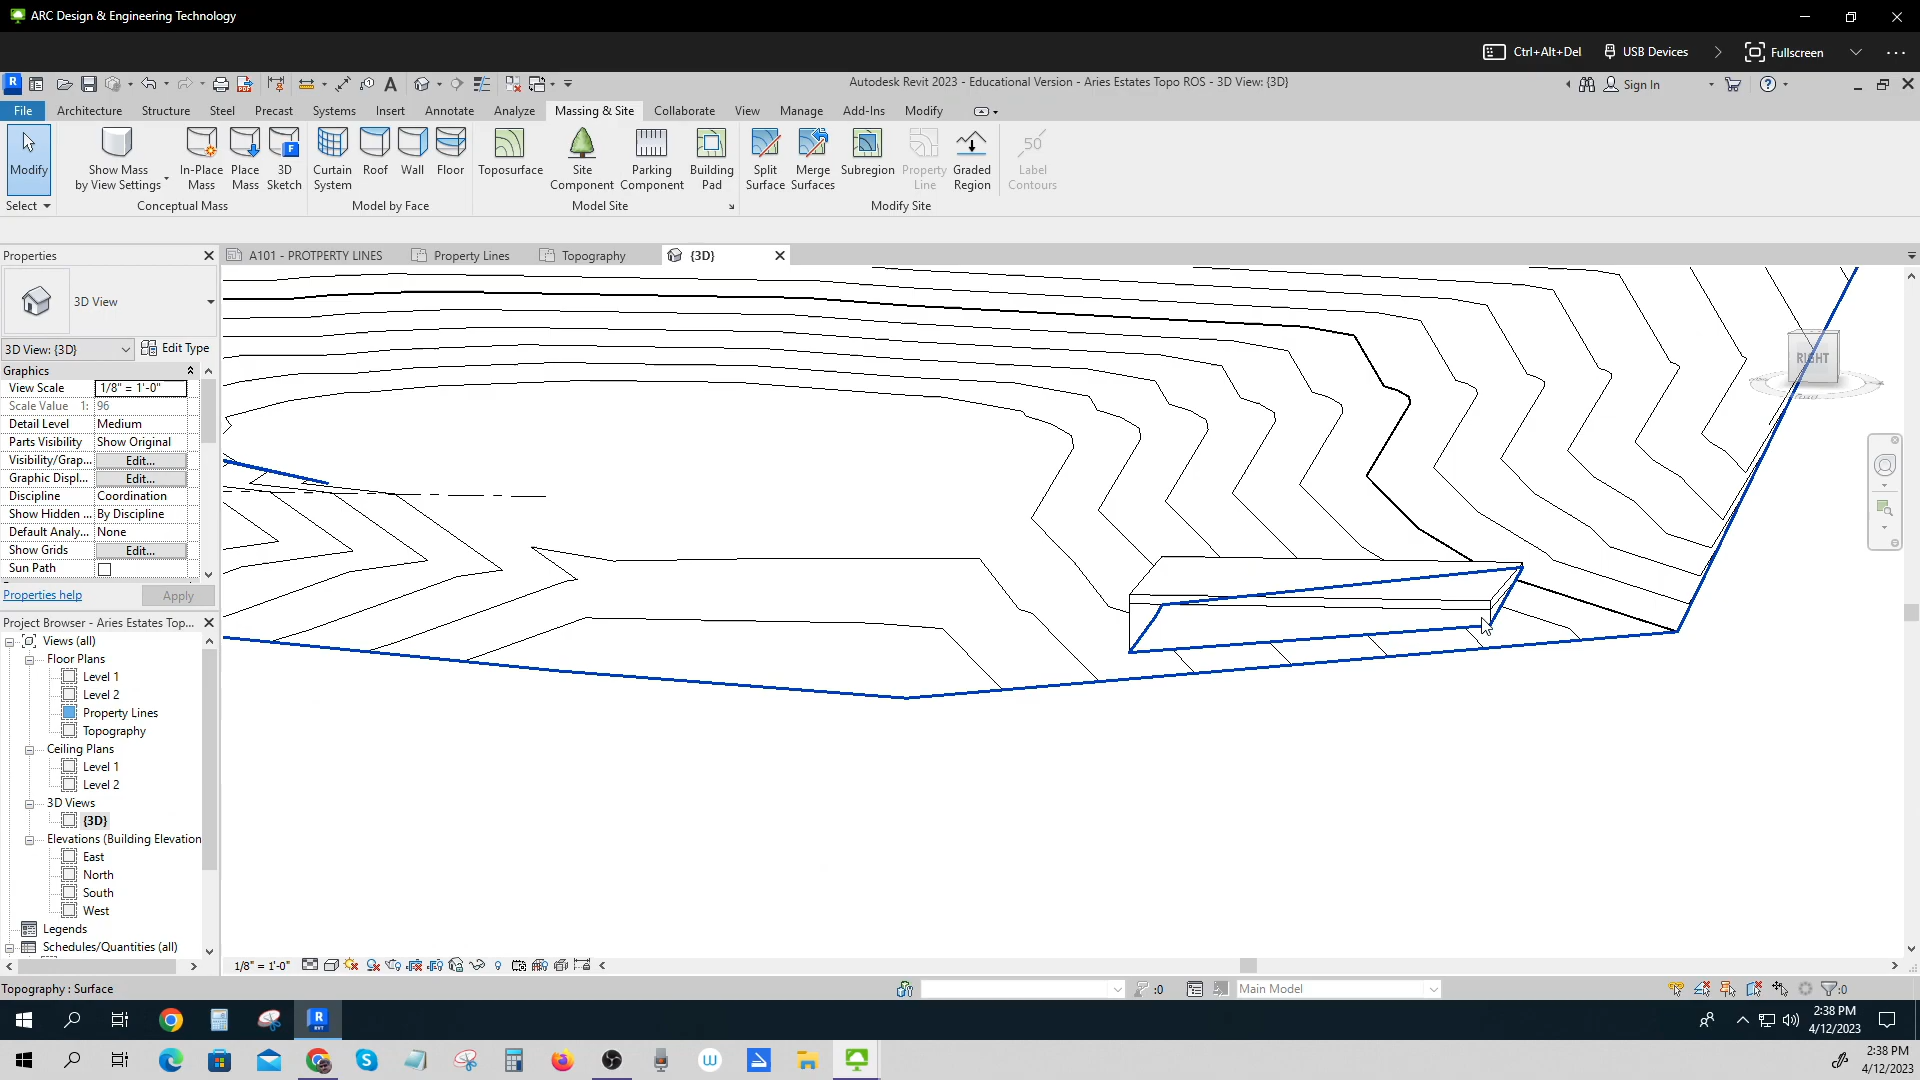 ARC Design & Engineering Technology
Ctrl+Alt+Del
USB Devices
Fullscreen
Autodesk Revit 2023 - Educational Version - Aries Estates Topo ROS - 3D View: {3D}
Sign In
File
Architecture
Structure
Steel
Precast
Systems
Insert
Annotate
Analyze
Massing & Site
Collaborate
View
Manage
Add-Ins
Modify
Modify
Show Mass
by View Settings
In-Place
Mass
Place
Mass
3D
Sketch
Curtain
System
Roof
Wall
Floor
Toposurface
Site
Component
Parking
Component
Building
Pad
Split
Surface
Merge
Surfaces
Subregion
Property
Line
Graded
Region
50
Label
Contours
Select
Conceptual Mass
Model by Face
Model Site
Modify Site
Properties
A101 - PROTPERTY LINES
Property Lines
Topography
{3D}
3D View
3D View: {3D}
Edit Type
Graphics
View Scale
1/8" = 1'-0"
Scale Value 1:
96
Detail Level
Medium
Parts Visibility
Show Original
Visibility/Grap...
Edit...
Graphic Displ...
Edit...
Discipline
Coordination
Show Hidden ...
By Discipline
Default Analy...
None
Show Grids
Edit...
Sun Path
Properties help
Apply
RIGHT
Project Browser - Aries Estates Top...
Views (all)
Floor Plans
Level 1
Level 2
Property Lines
Topography
Ceiling Plans
Level 1
Level 2
3D Views
{3D}
Elevations (Building Elevation
East
North
South
West
Legends
Schedules/Quantities (all)
1/8" = 1'-0"
Topography : Surface
:0
Main Model
:0
2:38 PM
4/12/2023
2:38 PM
4/12/2023